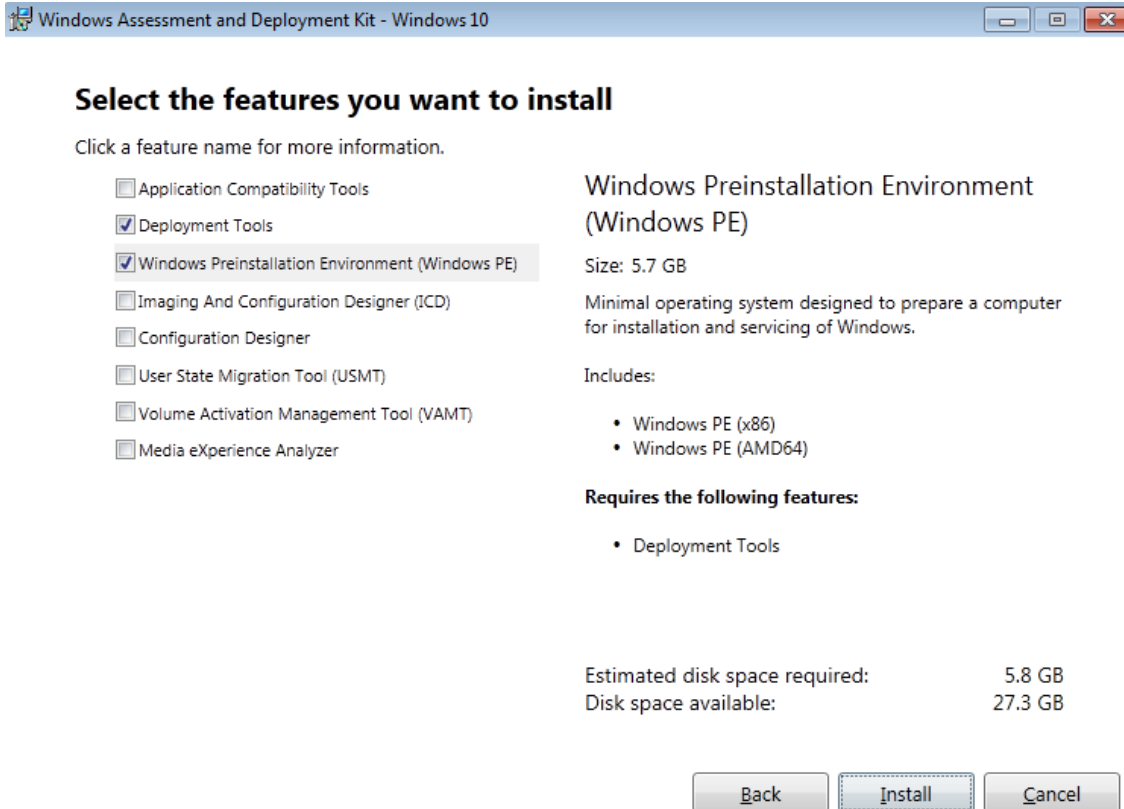 Windows Assessment and Deployment Kit - Windows 10
Select the features you want to install
Click a feature name for more information.
Application Compatibility Tools
Deployment Tools
Windows Preinstallation Environment (Windows PE)
Imaging And Configuration Designer (ICD)
Configuration Designer
User State Migration Tool (USMT)
Volume Activation Management Tool (VAMT)
Media eXperience Analyzer
Windows Preinstallation Environment
(Windows PE)
Size: 5.7 GB
Minimal operating system designed to prepare a computer
for installation and servicing of Windows.
Includes:
• Windows PE (x86)
• Windows PE (AMD64)
Requires the following features:
• Deployment Tools
Estimated disk space required: 5.8 GB
Disk space available: 27.3 GB
Back Install Cancel